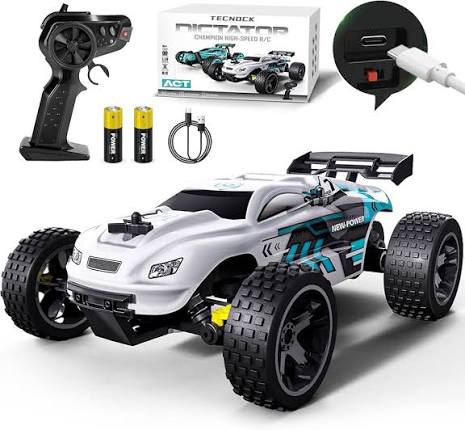 TECNOCK
DICTATOR
CHAMPION HIGH-SPEED R/C
ACT
POWER
POWER
NEW-POWER